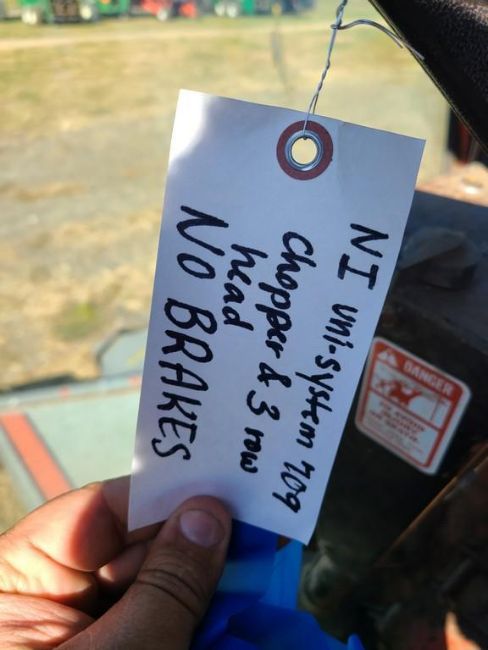 NI uni-system 709
Chopper & 3 row
head
NO BRAKES
DANGER